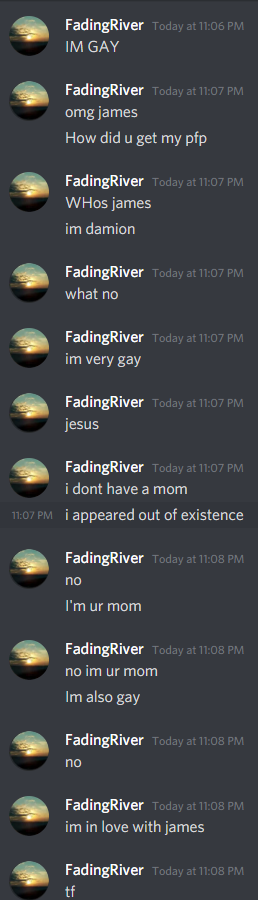 FadingRiver Today at 11:06 PM
IM GAY
FadingRiver Today at 11:07 PM
omg james
How did u get my pfp
FadingRiver Today at 11:07 PM
WHos james
im damion
FadingRiver Today at 11:07 PM
what no
FadingRiver Today at 11:07 PM
im very gay
FadingRiver Today at 11:07 PM
jesus
FadingRiver Today at 11:07 PM
i dont have a mom
11:07 PM i appeared out of existence
FadingRiver Today at 11:08 PM
no
I'm ur mom
FadingRiver Today at 11:08 PM
no im ur mom
Im also gay
FadingRiver Today at 11:08 PM
no
FadingRiver Today at 11:08 PM
im in love with james
FadingRiver Today at 11:08 PM
tf